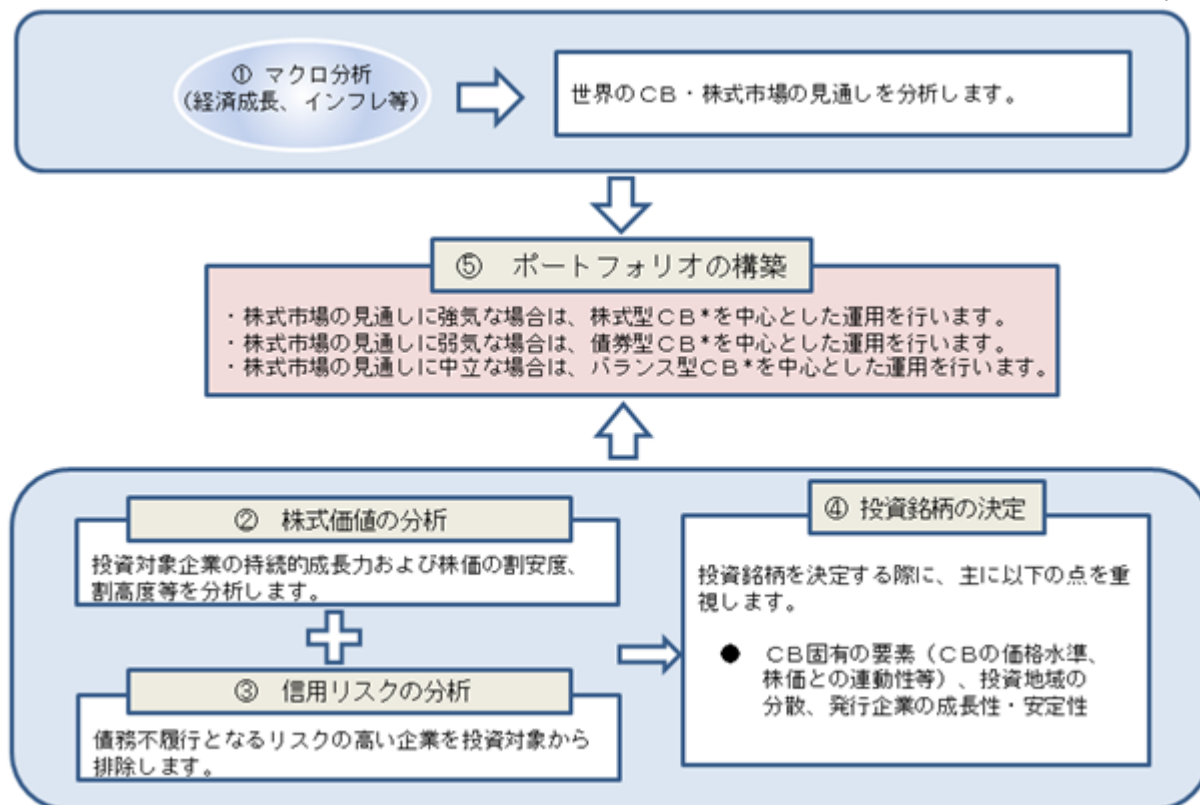 ① マクロ分析
(経済成長、インフレ等)
世界のCB・株式市場の見通しを分析します。
⑤ ポートフォリオの構築
・株式市場の見通しに強気な場合は、株式型CB*を中心とした運用を行います。
・株式市場の見通しに弱気な場合は、債券型CB*を中心とした運用を行います。
・株式市場の見通しに中立な場合は、バランス型CB*を中心とした運用を行います。
② 株式価値の分析
投資対象企業の持続的成長力および株価の割安度、
割高度等を分析します。
③ 信用リスクの分析
債務不履行となるリスクの高い企業を投資対象から
排除します。
④ 投資銘柄の決定
投資銘柄を決定する際に、主に以下の点を重
視します。
● CB固有の要素（CBの価格水準、
株価との連動性等）、投資地域の
分散、発行企業の成長性・安定性